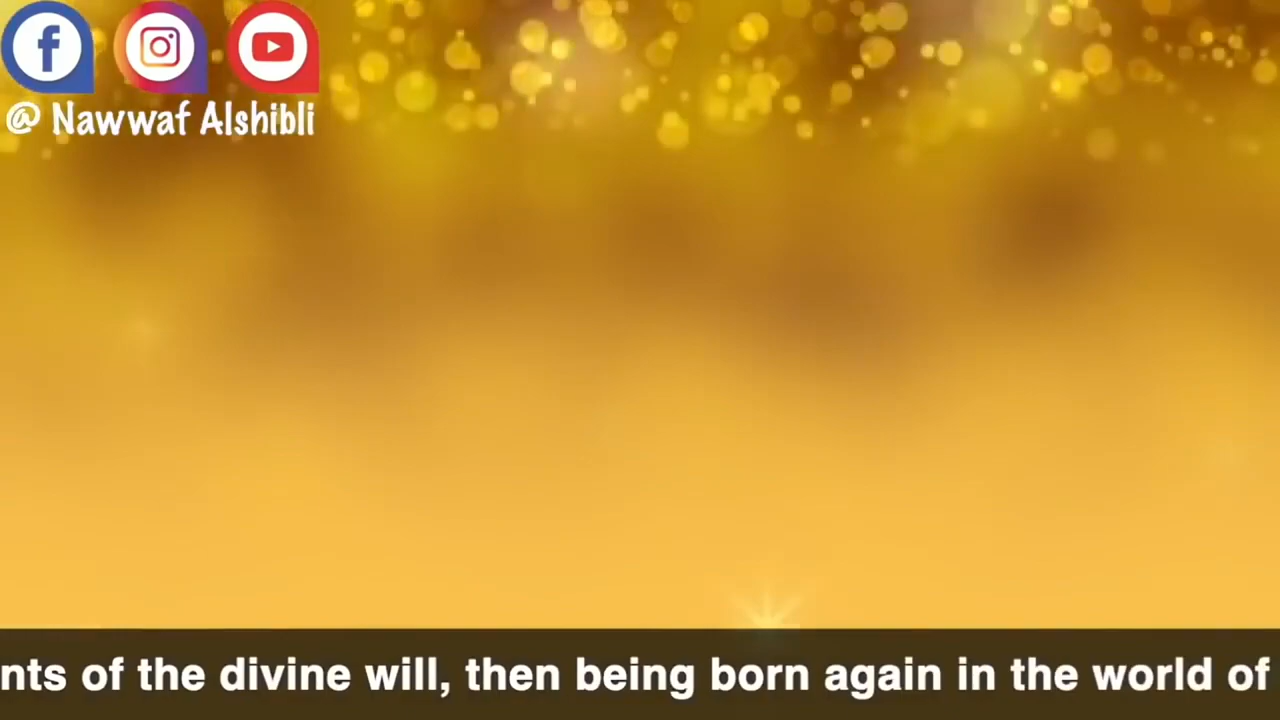 @ Nawwaf Alshibli
nts of the divine will, then being born again in the world of